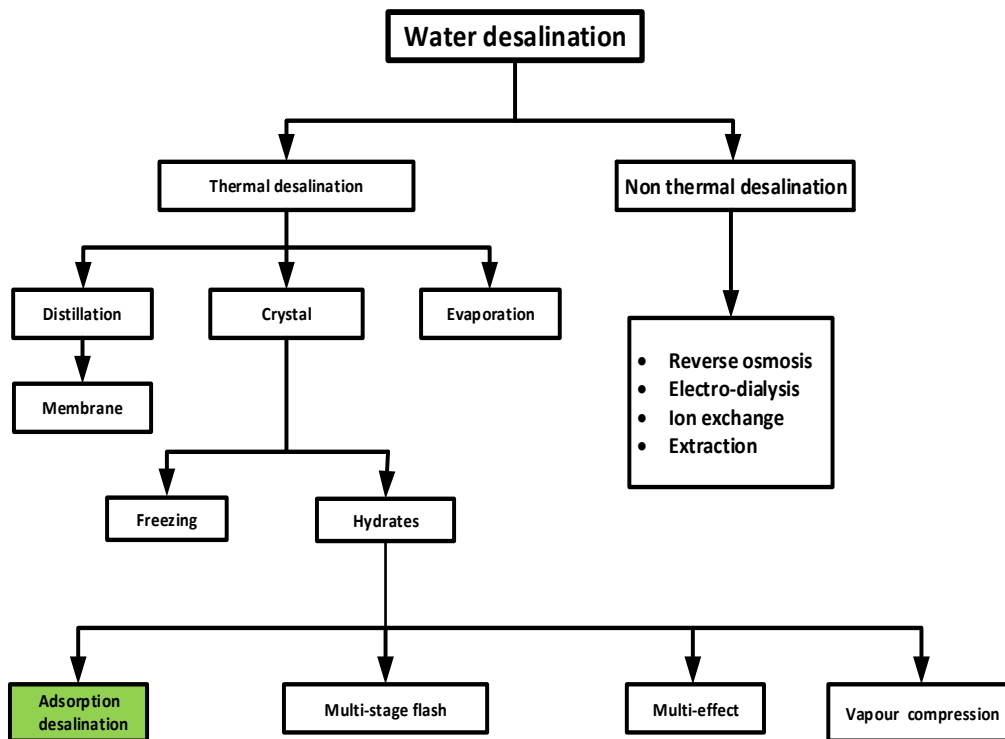 Water desalination
Thermal desalination
Non thermal desalination
Distillation
Crystal
Evaporation
Membrane
• Reverse osmosis
• Electro-dialysis
• Ion exchange
• Extraction
Freezing
Hydrates
Adsorption
desalination
Multi-stage flash
Multi-effect
Vapour compression